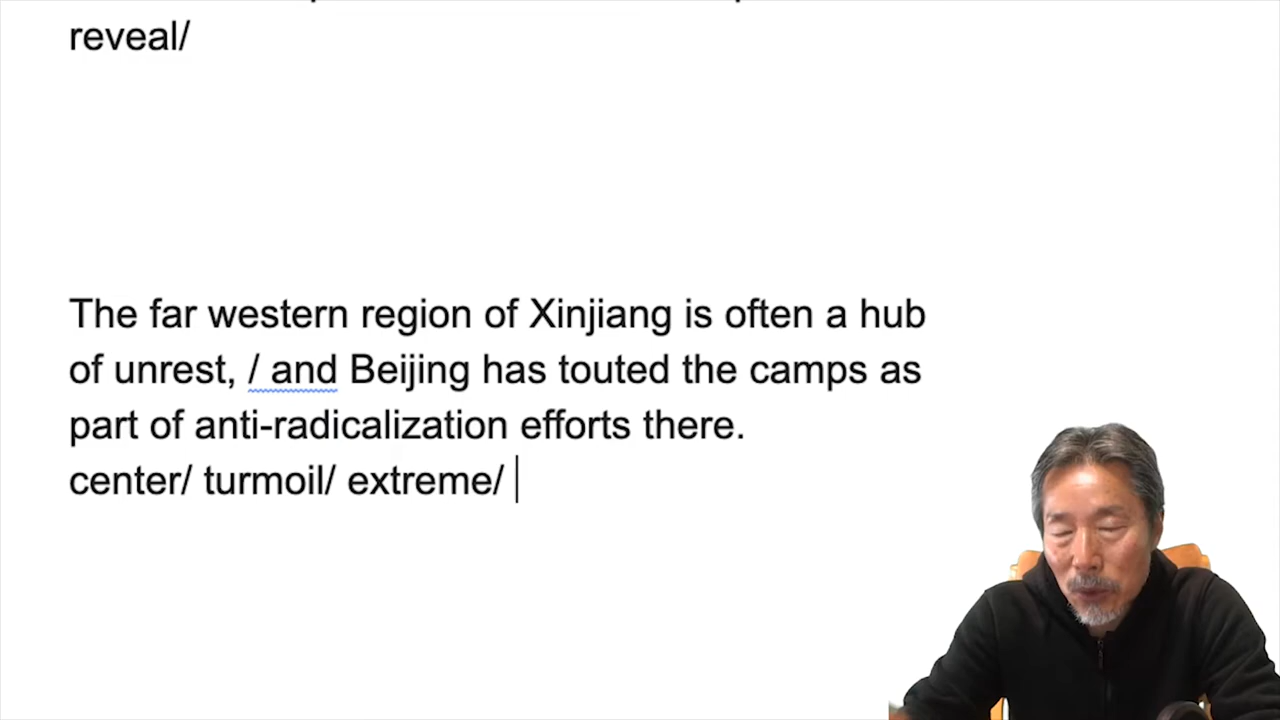 reveal/
The far western region of Xinjiang is often a hub
of unrest, / and Beijing has touted the camps as
part of anti-radicalization efforts there.
center/ turmoil/ extreme/